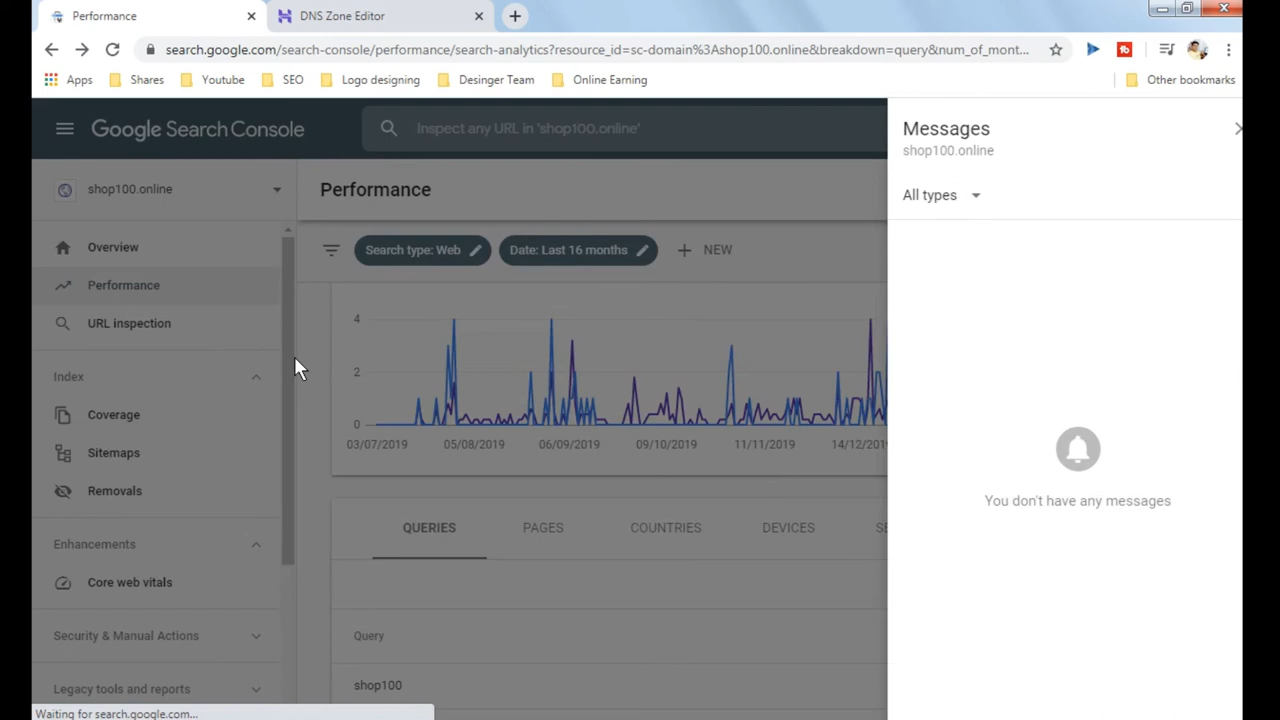 Performance
DNS Zone Editor
search.google.com/search-console/performance/search-analytics?resource_id=sc-domain%3Ashop100.online&breakdown=query&num_of_mont...
Apps
Shares
Youtube
SEO
Logo designing
Desinger Team
Online Earning
Other bookmarks
Google Search Console
Inspect any URL in 'shop100.online'
Messages
shop100.online
All types
You don't have any messages
shop100.online
Overview
Performance
URL inspection
Index
Coverage
Sitemaps
Removals
Enhancements
Core web vitals
Security & Manual Actions
Legacy tools and reports
Performance
Search type: Web
Date: Last 16 months
NEW
4
2
0
03/07/2019 05/08/2019 06/09/2019 09/10/2019 11/11/2019 14/12/2019
QUERIES PAGES COUNTRIES DEVICES
Query
shop100
Waiting for search.google.com...